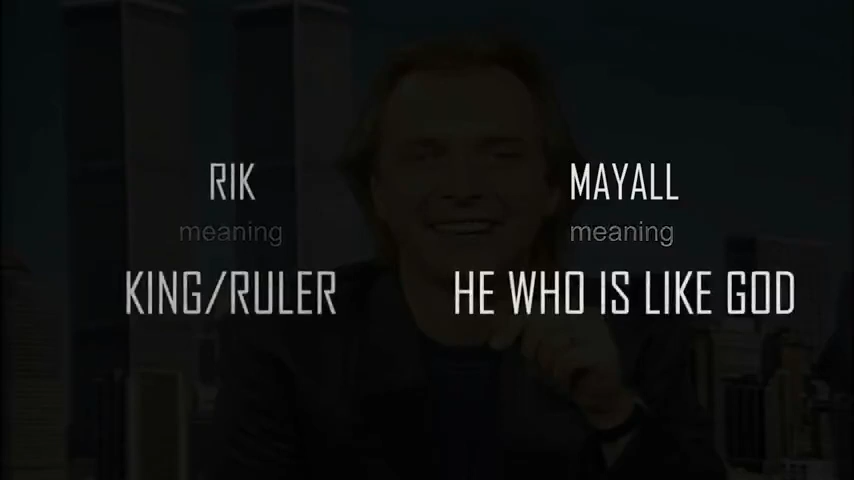 RIK
meaning
KING/RULER
MAYALL
meaning
HE WHO IS LIKE GOD